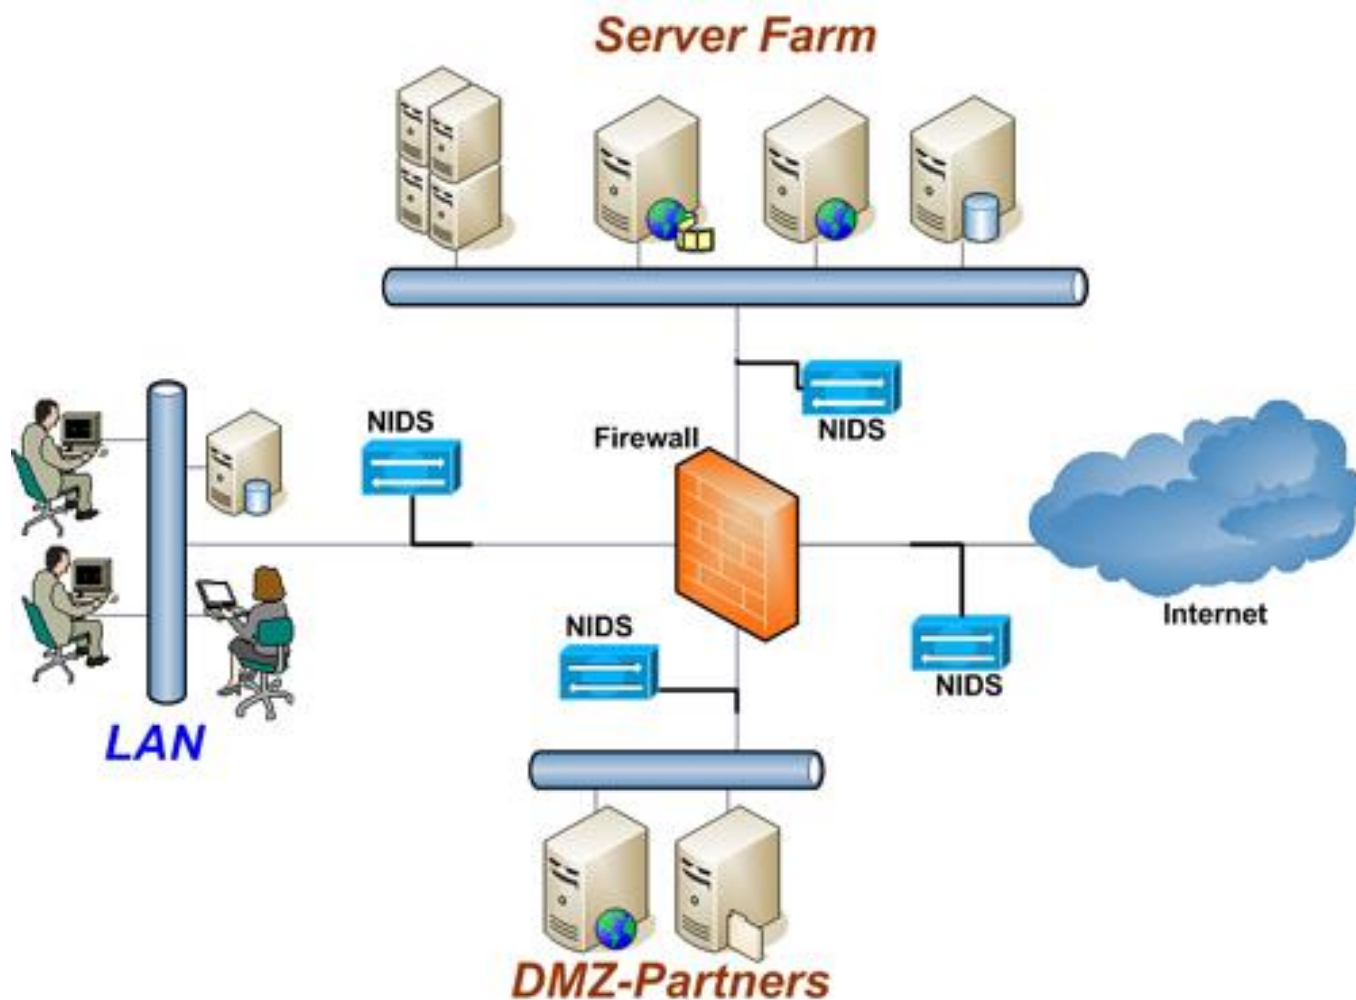 Server Farm
NIDS
Firewall
NIDS
Internet
NIDS
NIDS
LAN
DMZ-Partners